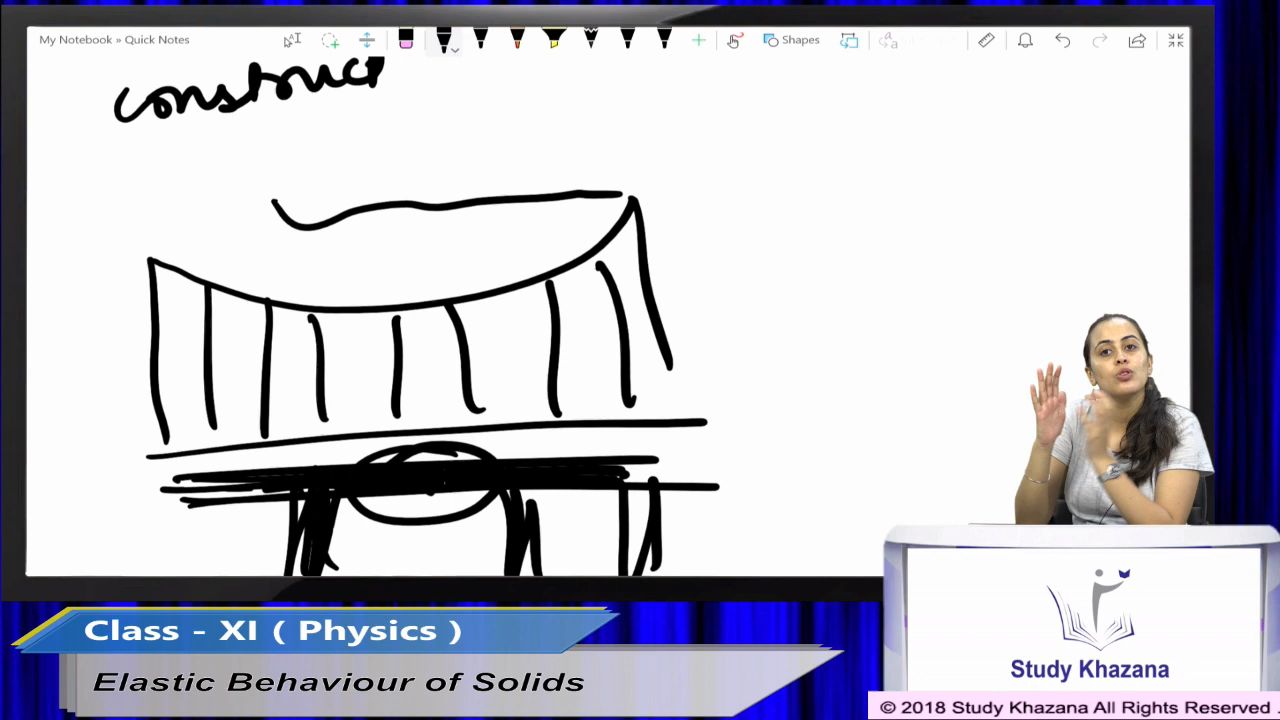 My Notebook » Quick Notes
Shapes
construct
Class - XI ( Physics )
Elastic Behaviour of Solids
Study Khazana
© 2018 Study Khazana All Rights Reserved .